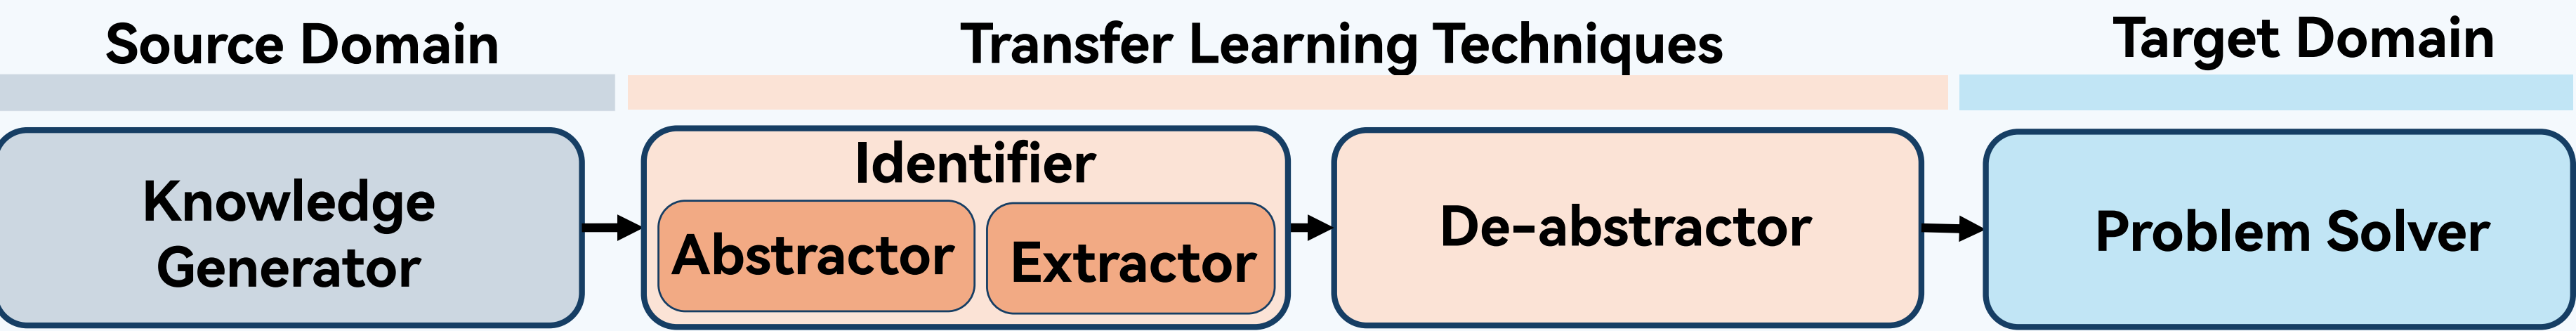 Source Domain
Transfer Learning Techniques
Target Domain
Knowledge
Generator
Identifier
Abstractor
Extractor
De-abstractor
Problem Solver